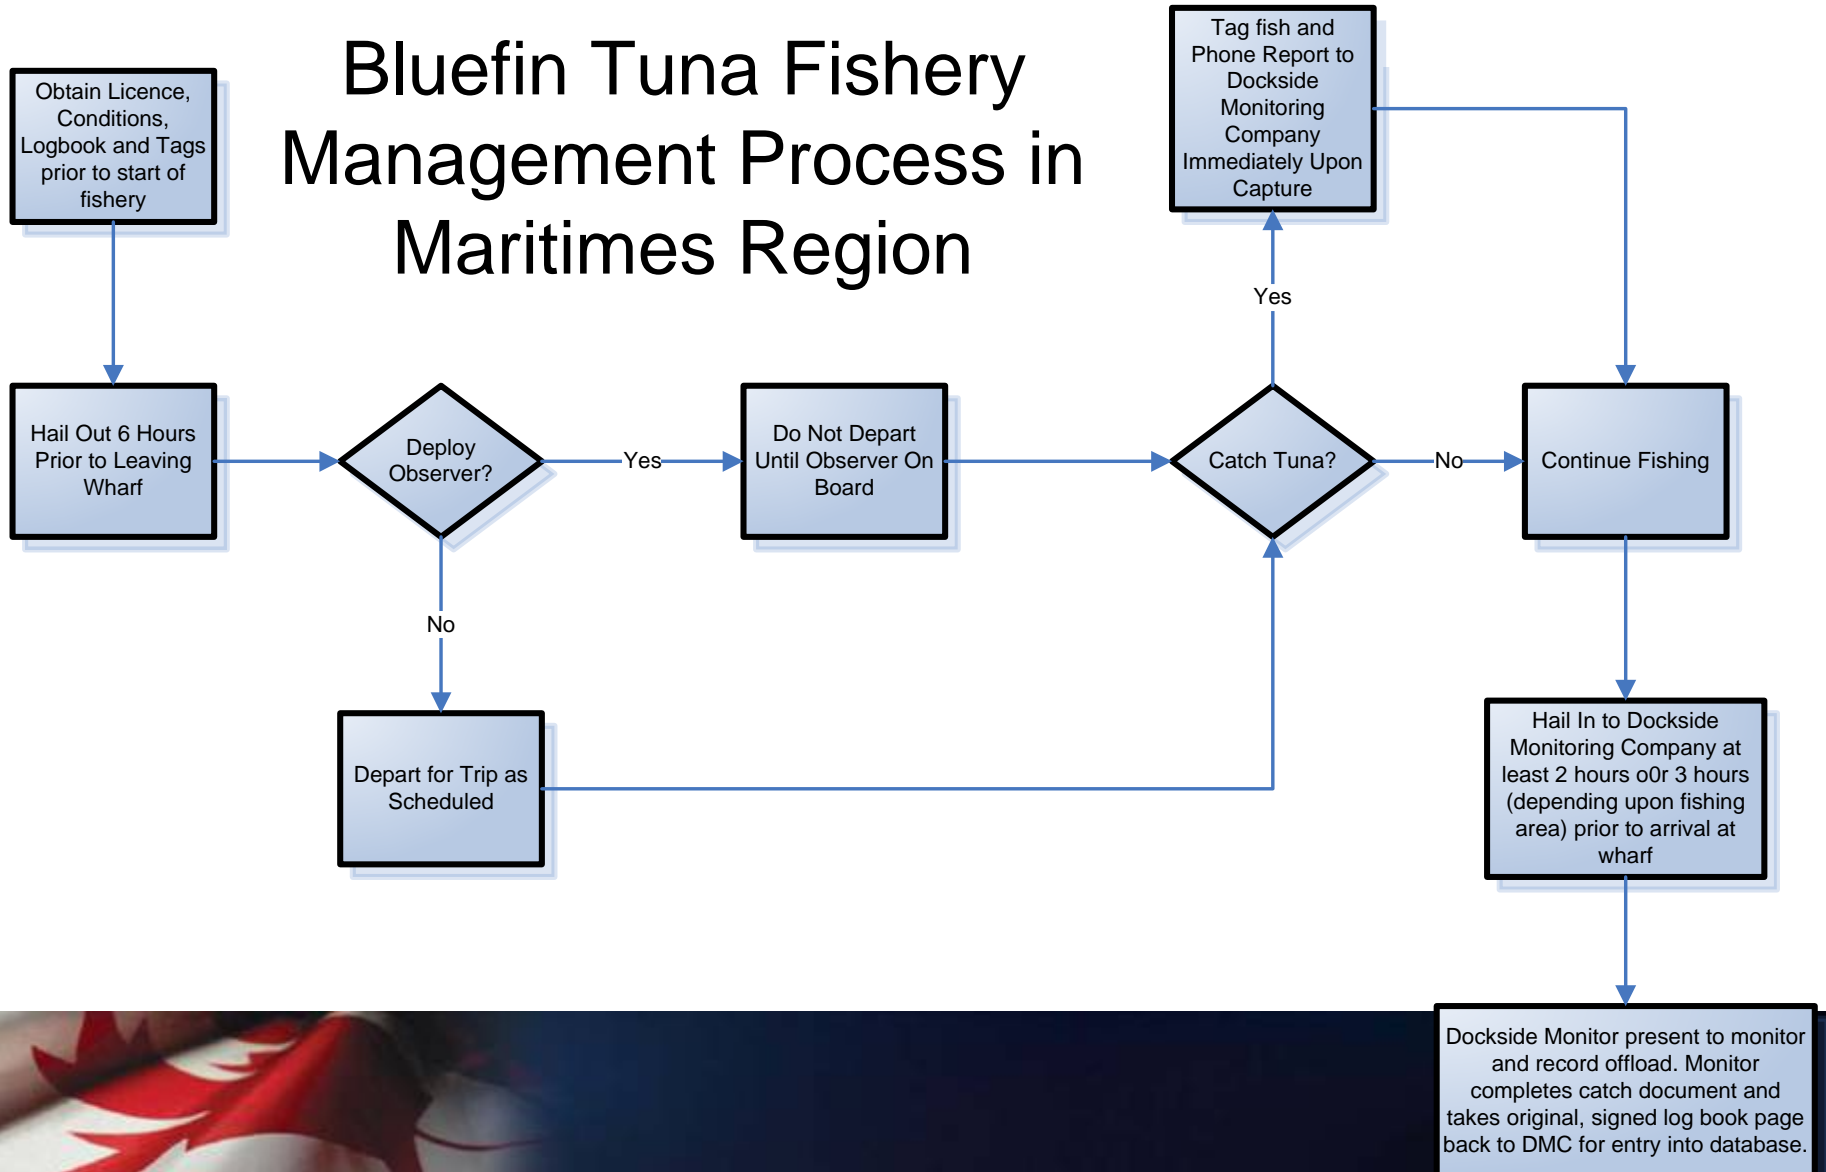 Bluefin Tuna Fishery
Management Process in
Maritimes Region
Obtain Licence,
Conditions,
Logbook and Tags
prior to start of
fishery
Hail Out 6 Hours
Prior to Leaving
Wharf
Deploy
Observer?
Yes
Do Not Depart
Until Observer On
Board
No
Depart for Trip as
Scheduled
Catch Tuna?
Yes
Tag fish and
Phone Report to
Dockside
Monitoring
Company
Immediately Upon
Capture
No
Continue Fishing
Hail In to Dockside
Monitoring Company at
least 2 hours o0r 3 hours
(depending upon fishing
area) prior to arrival at
wharf
Dockside Monitor present to monitor
and record offload. Monitor
completes catch document and
takes original, signed log book page
back to DMC for entry into database.